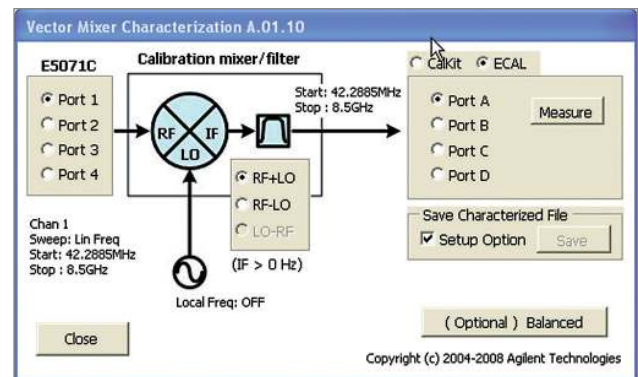 Vector Mixer Characterization A.01.10
E5071C
Port 1
Port 2
Port 3
Port 4
Chan 1
Sweep: Lin Freq
Start: 42.2885MHz
Stop : 8.5GHz
Close
Calibration mixer/filter
RF
IF
LO
Start: 42.2885MHz
Stop : 8.5GHz
RF+LO
RF-LO
LO-RF
(IF > 0 Hz)
Local Freq: OFF
CalKit
ECAL
Port A
Port B
Port C
Port D
Measure
Save Characterized File
Setup Option
Save
( Optional ) Balanced
Copyright (c) 2004-2008 Agilent Technologies